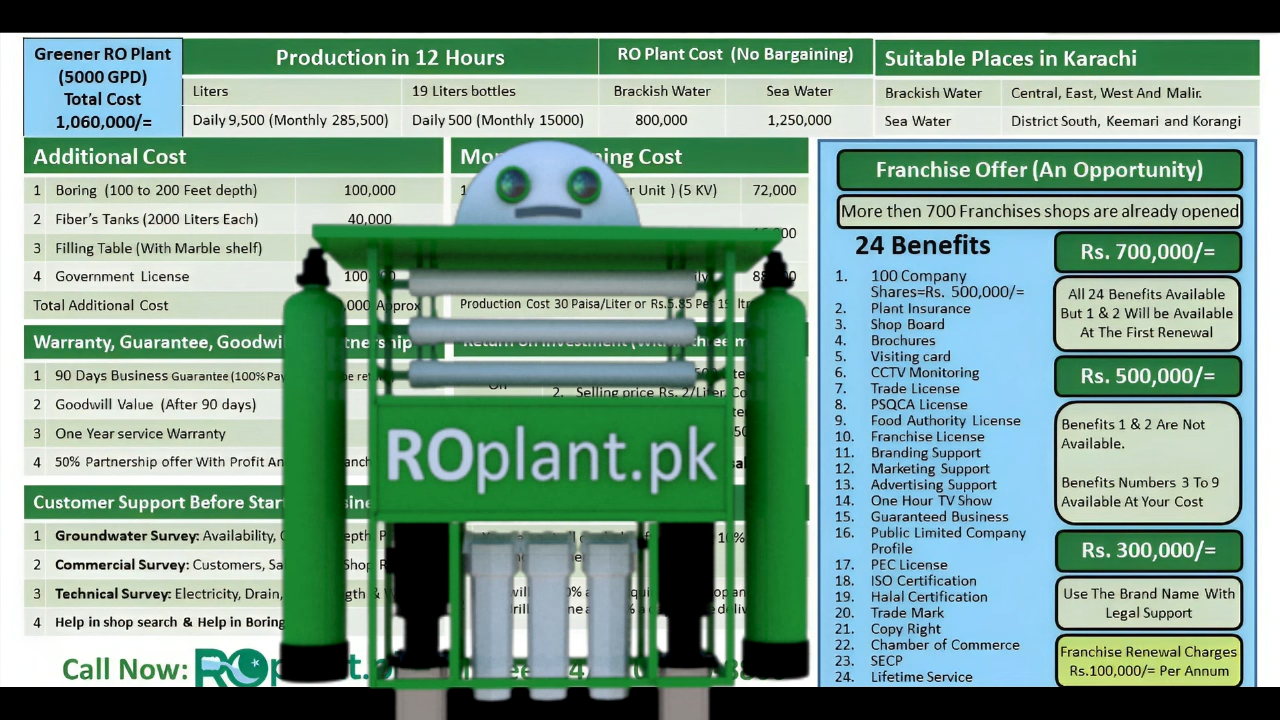 Greener RO Plant
(5000 GPD)
Total Cost
1,060,000/=
Production in 12 Hours
RO Plant Cost (No Bargaining)
Suitable Places in Karachi
Liters
19 Liters bottles
Brackish Water
Sea Water
Brackish Water
Central, East, West And Malir.
Daily 9,500 (Monthly 285,500)
Daily 500 (Monthly 15000)
800,000
1,250,000
Sea Water
District South, Keemari and Korangi
Additional Cost
1 Boring (100 to 200 Feet depth) 100,000
2 Fiber's Tanks (2000 Liters Each) 40,000
3 Filling Table (With Marble shelf)
4 Government License
Total Additional Cost Approx
Cost
Unit ) (5 KV) 72,000
Production Cost 30 Paisa/Liter or Rs.5.85 Per 19
Warranty, Guarantee,
1 90 Days Business Guarantee (100%
2 Goodwill Value (After 90 days)
3 One Year service Warranty
4 50% Partnership offer With Profit
2. Selling price Rs. 2/Liter
ROplant.pk
Customer Support Before
1 Groundwater Survey: Availability,
2 Commercial Survey: Customers,
3 Technical Survey: Electricity, Drain,
4 Help in shop search & Help in Boring
Call Now: RO
Franchise Offer (An Opportunity)
More then 700 Franchises shops are already opened
24 Benefits
1. 100 Company
Shares=Rs. 500,000/=
2. Plant Insurance
3. Shop Board
4. Brochures
5. Visiting card
6. CCTV Monitoring
7. Trade License
8. PSQCA License
9. Food Authority License
10. Franchise License
11. Branding Support
12. Marketing Support
13. Advertising Support
14. One Hour TV Show
15. Guaranteed Business
16. Public Limited Company
Profile
17. PEC License
18. ISO Certification
19. Halal Certification
20. Trade Mark
21. Copy Right
22. Chamber of Commerce
23. SECP
24. Lifetime Service
Rs. 700,000/=
All 24 Benefits Available
But 1 & 2 Will be Available
At The First Renewal
Rs. 500,000/=
Benefits 1 & 2 Are Not
Available.
Benefits Numbers 3 To 9
Available At Your Cost
Rs. 300,000/=
Use The Brand Name With
Legal Support
Franchise Renewal Charges
Rs.100,000/= Per Annum